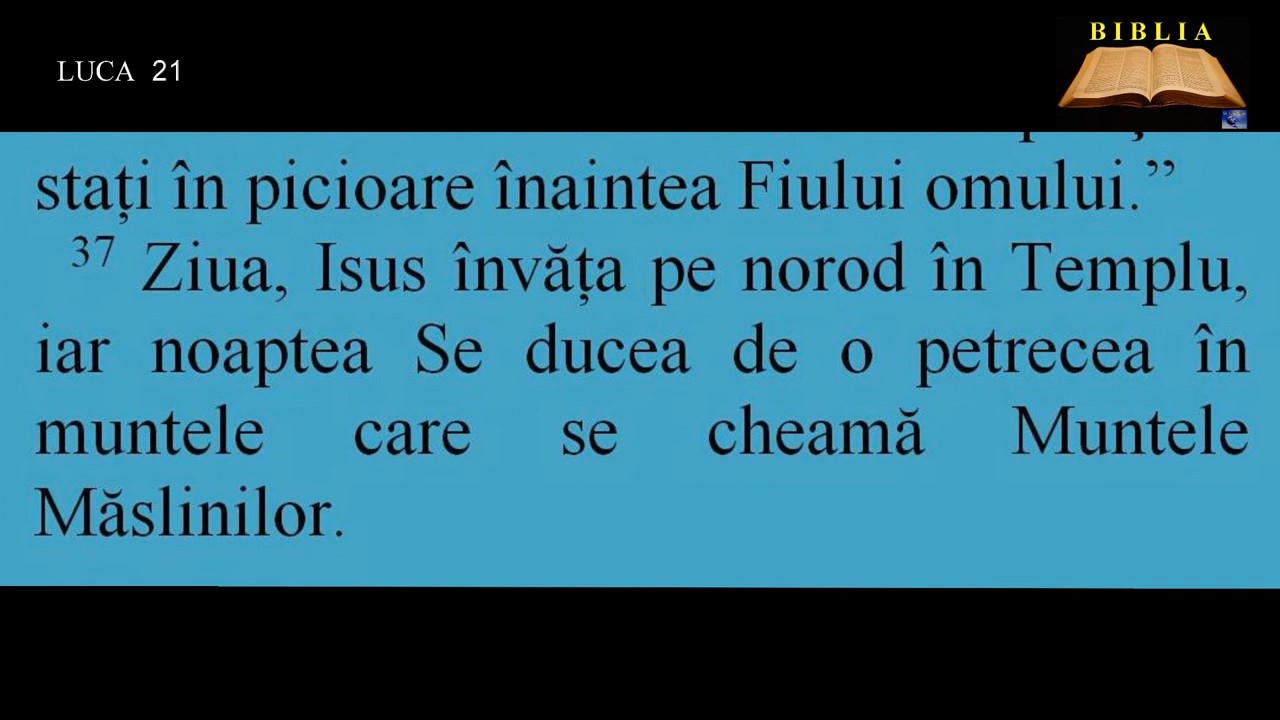 BIBLIA
LUCA 21
stați în picioare înaintea Fiului omului.”
37 Ziua, Isus învăța pe norod în Templu,
iar noaptea Se ducea de o petrecea în
muntele care se cheamă Muntele
Măslinilor.